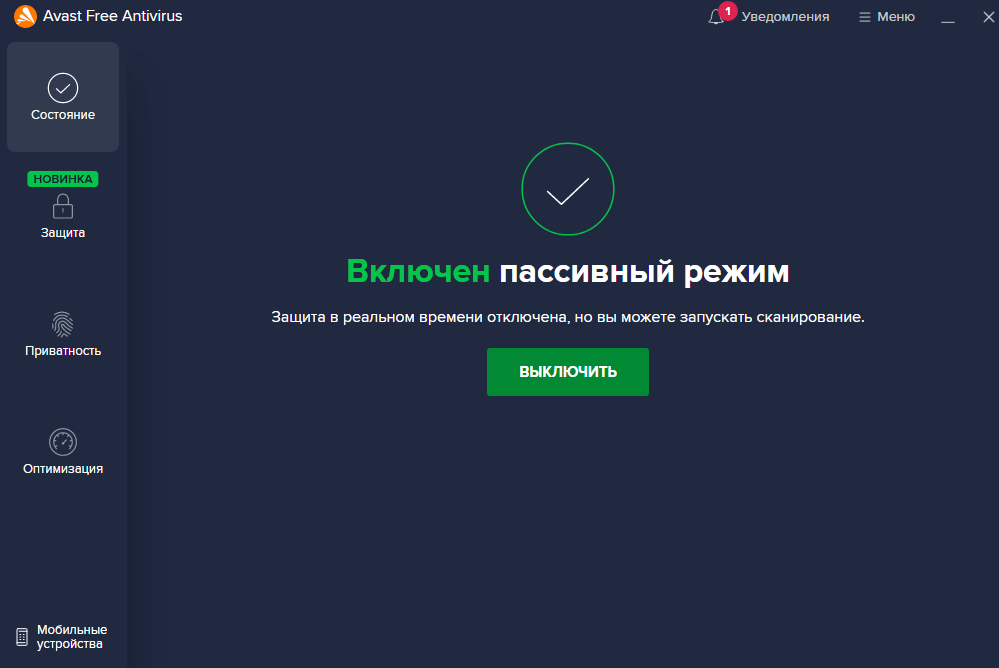 Avast Free Antivirus
1
Уведомления
Меню
Состояние
НОВИНКА
Защита
Приватность
Оптимизация
Мобильные
устройства
Включен пассивный режим
Защита в реальном времени отключена, но вы можете запускать сканирование.
ВЫКЛЮЧИТЬ